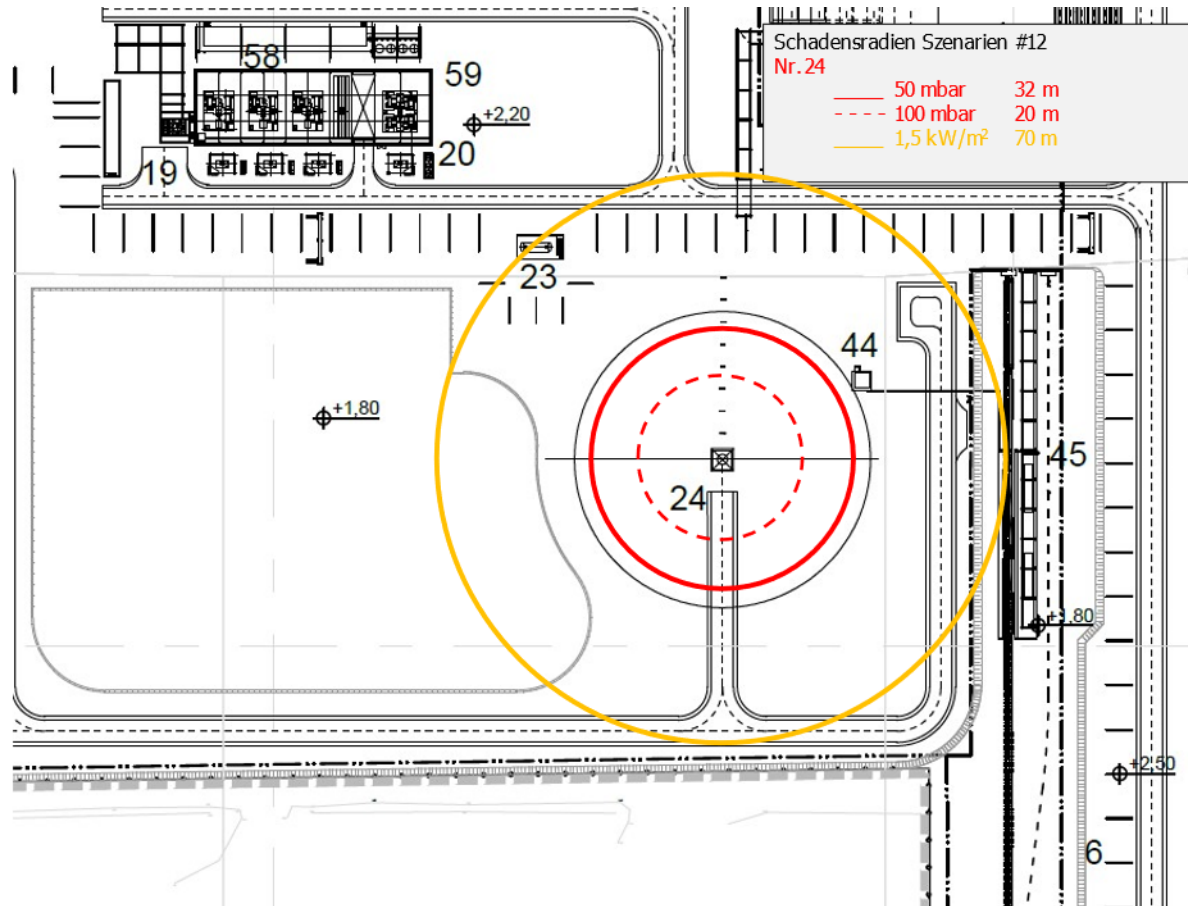 Schadensradien Szenarien #12
Nr.24
50 mbar 32 m
100 mbar 20 m
1,5 kW/m² 70 m
58
59
+2,20
20
19
23
44
+1,80
45
24
+1,80
+2,50
6